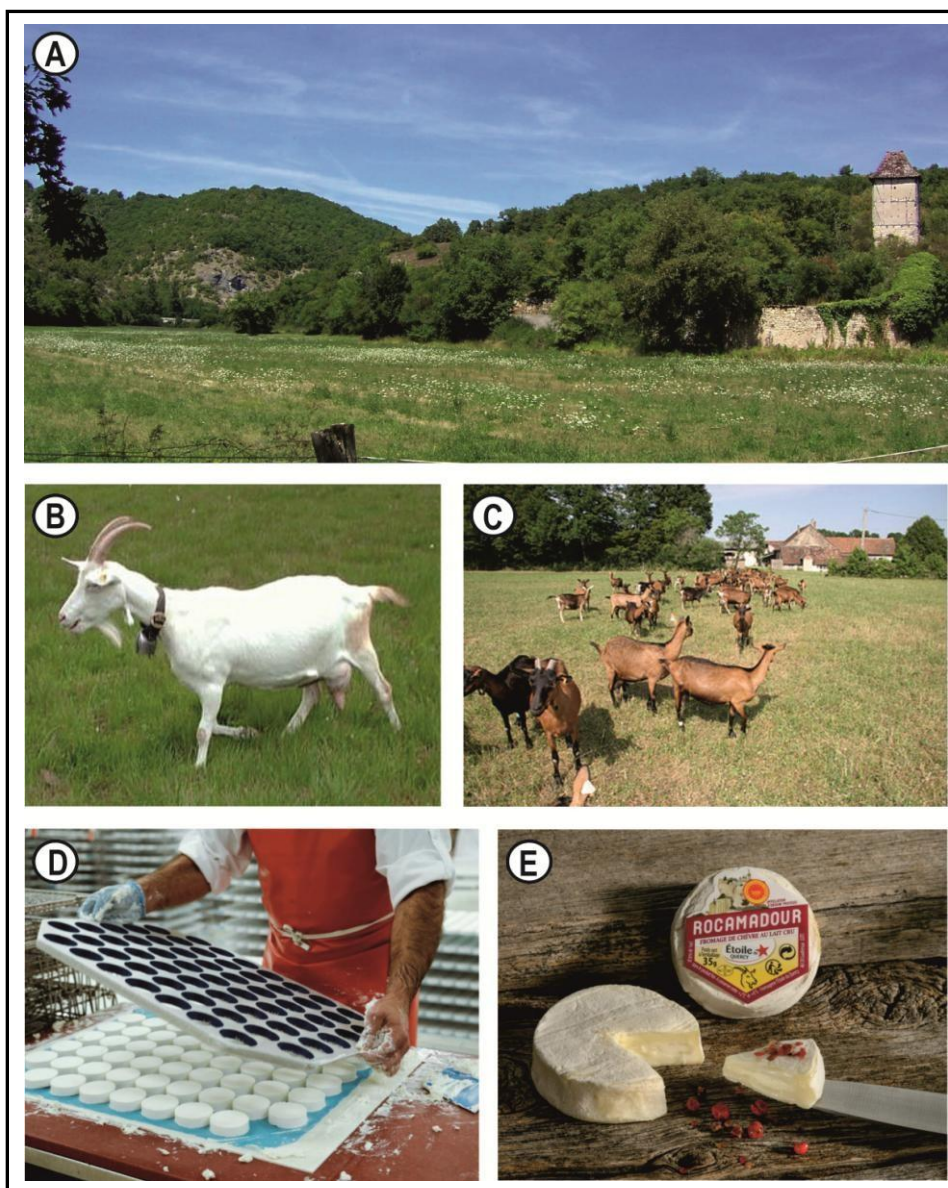 A
B
C
D
E
ROCAMADOUR
FROMAGE DE CHÈVRE AU LAIT CRU
Étoile
QUERCY
35g